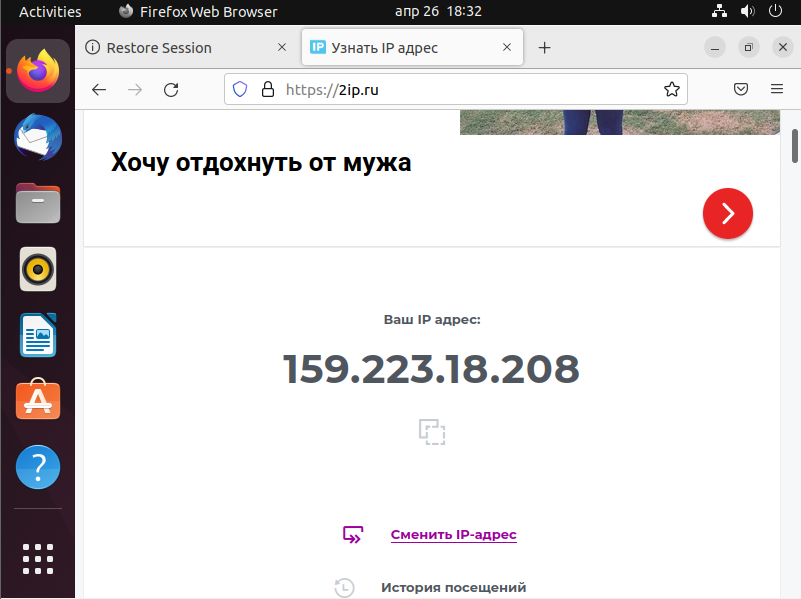 Activities
Firefox Web Browser
апр 26 18:32
Restore Session
IP
Узнать IP адрес
https://2ip.ru
Хочу отдохнуть от мужа
Ваш IP адрес:
159.223.18.208
Сменить IP-адрес
История посещений